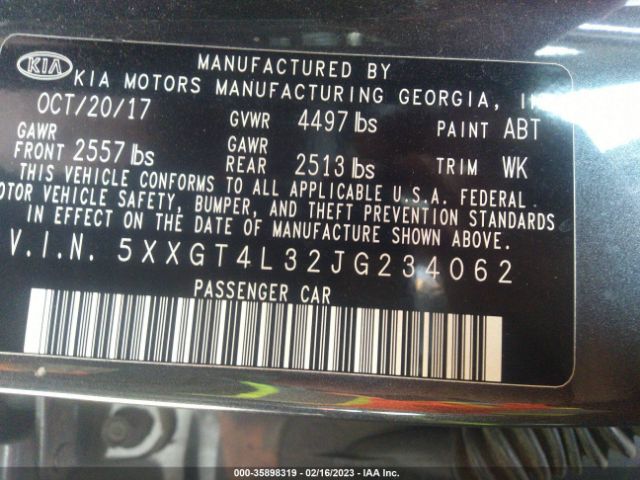 KIA
MANUFACTURED BY
KIA MOTORS MANUFACTURING GEORGIA,
OCT/20/17 GVWR 4497 lbs PAINT ABT
GAWR FRONT 2557 lbs GAWR REAR 2513 lbs TRIM WK
THIS VEHICLE CONFORMS TO ALL APPLICABLE U.S.A. FEDERAL
VEHICLE SAFETY, BUMPER, AND THEFT PREVENTION STANDARDS
IN EFFECT ON THE DATE OF MANUFACTURE SHOWN ABOVE.
V.I.N. 5XXGT4L32JG234062
PASSENGER CAR
000-35898319 - 02/16/2023 - IAA Inc.